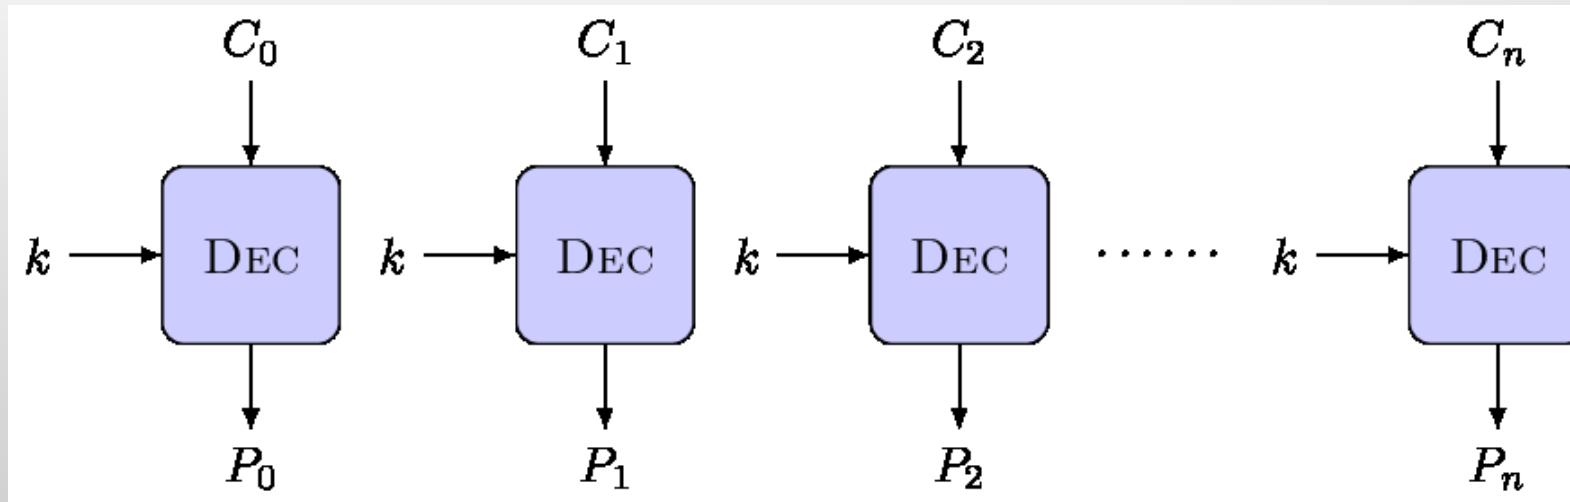 C₀ C₁ C₂ Cₙ
k DEC k DEC k DEC ...... k DEC
P₀ P₁ P₂ Pₙ